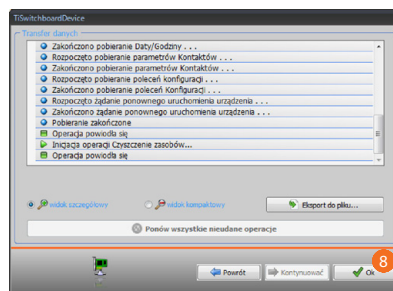 TiSwitchboardDevice
Transfer danych
Zakończono pobieranie Daty/Godziny . . .
Rozpoczęto pobieranie parametrów Kontaktów . . .
Zakończono pobieranie parametrów Kontaktów . . .
Rozpoczęto pobieranie poleceń konfiguracji . . .
Zakończono pobieranie poleceń Konfiguracji . . .
Rozpoczęto żądanie ponownego uruchomienia urządzenia . . .
Zakończono żądanie ponownego uruchomienia urządzenia . . .
Pobieranie zakończone
Operacja powiodła się
Inicjacja operacji Czyszczenie zasobów...
Operacja powiodła się
widok szczegółowy widok kompaktowy Eksport do pliku...
Ponów wszystkie nieudane operacje
8
Powrót Kontynuować Ok